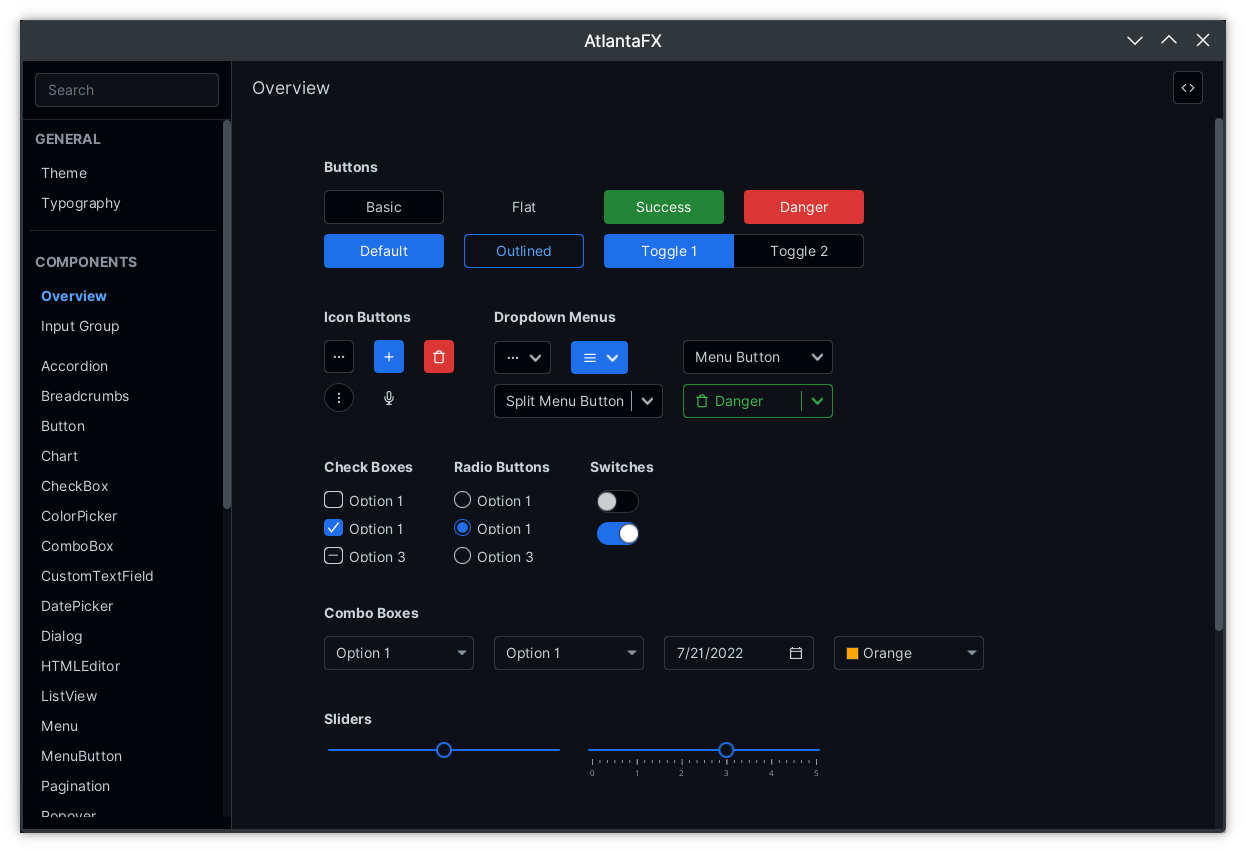 AtlantaFX
Search
GENERAL
Theme
Typography
COMPONENTS
Overview
Input Group
Accordion
Breadcrumbs
Button
Chart
CheckBox
ColorPicker
ComboBox
CustomTextField
DatePicker
Dialog
HTMLEditor
ListView
Menu
MenuButton
Pagination
Popover
Overview
Buttons
Basic Flat Success Danger
Default Outlined Toggle 1 Toggle 2
Icon Buttons Dropdown Menus
Menu Button
Split Menu Button Danger
Check Boxes Radio Buttons Switches
Option 1 Option 1
Option 1 Option 1
Option 3 Option 3
Combo Boxes
Option 1 Option 1 7/21/2022 Orange
Sliders
0 1 2 3 4 5